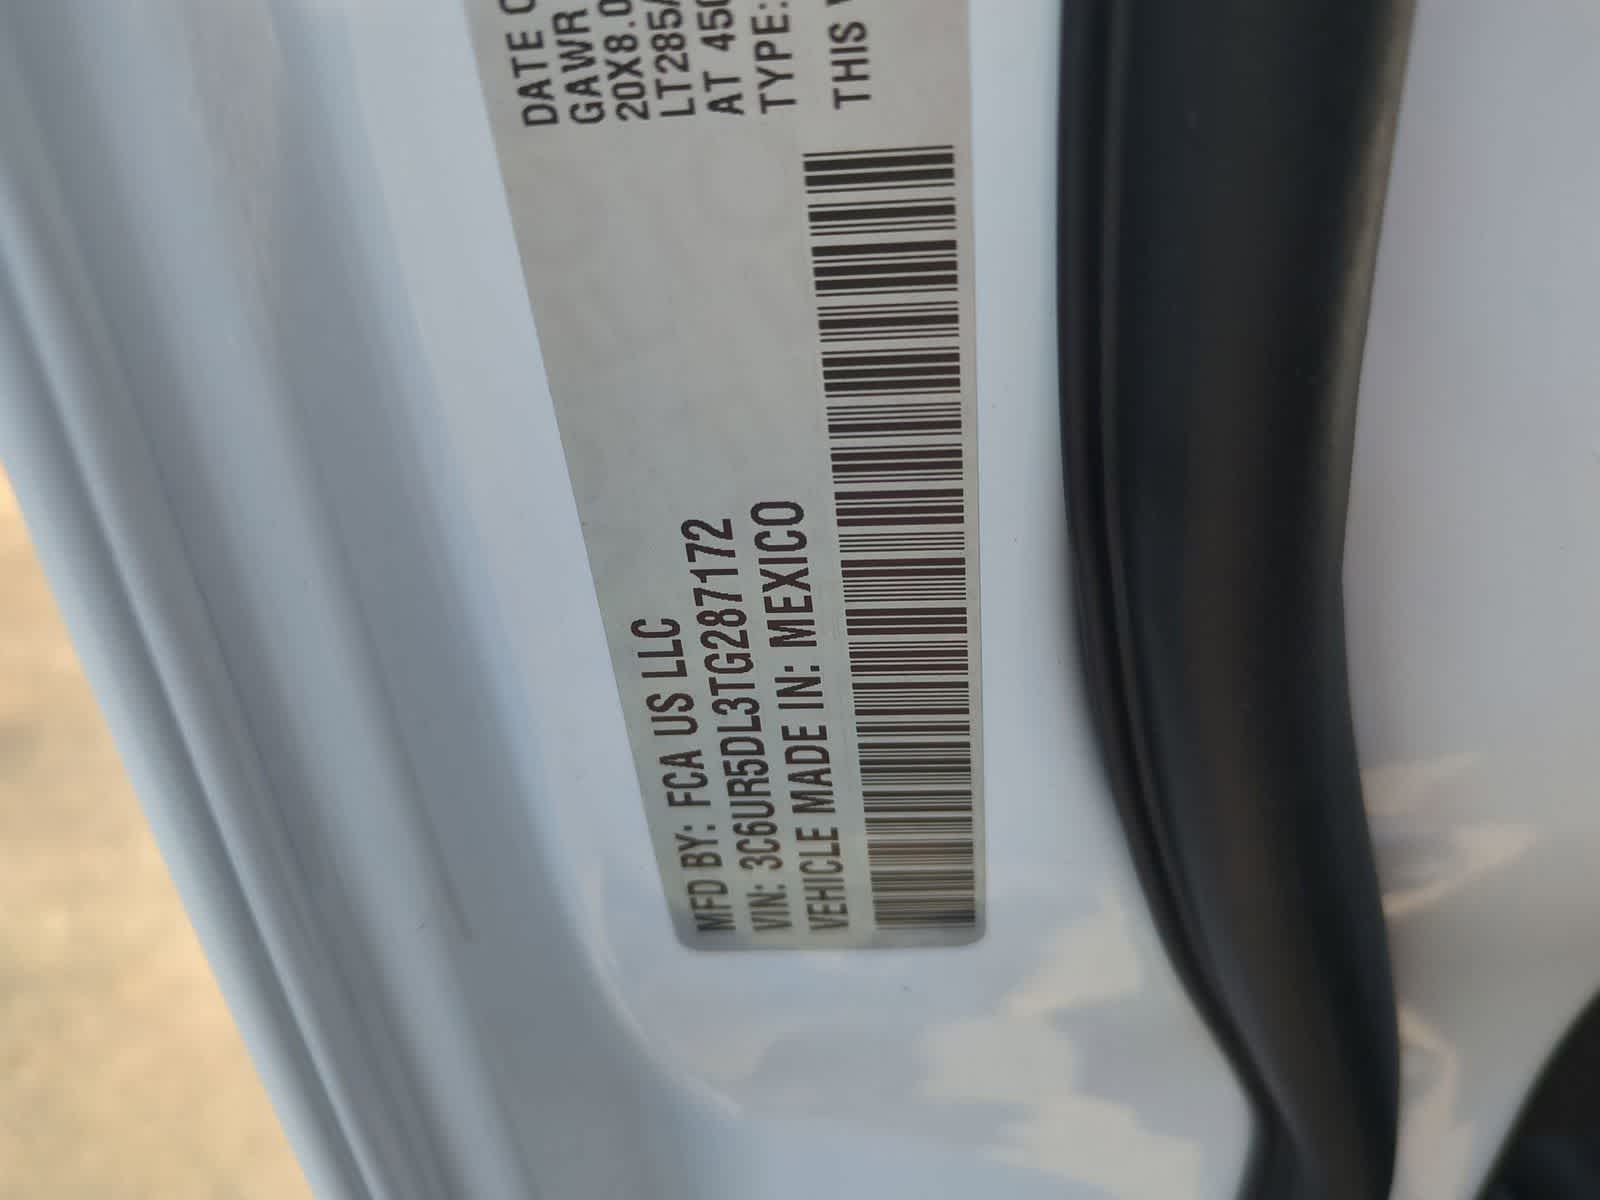 MFD BY: FCA US LLC
VIN: 3C6UR5DL3TG287172
VEHICLE MADE IN: MEXICO
DATE
GAWR
20X8.0
LT285/
AT 450
TYPE:
THIS